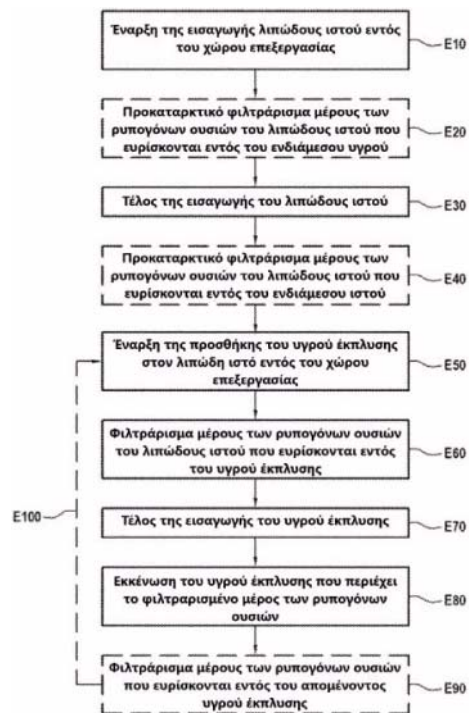 Έναρξη της εισαγωγής λιπώδους ιστού εντός
του χώρου επεξεργασίας
E10
Προκαταρκτικό φιλτράρισμα μέρους των
ρυπογόνων ουσιών του λιπώδους ιστού που
ευρίσκονται εντός του ενδιάμεσου υγρού
E20
Τέλος της εισαγωγής του λιπώδους ιστού
E30
Προκαταρκτικό φιλτράρισμα μέρους των
ρυπογόνων ουσιών του λιπώδους ιστού που
ευρίσκονται εντός του ενδιάμεσου ιστού
E40
Έναρξη της προσθήκης του υγρού έκπλυσης
στον λιπώδη ιστό εντός του χώρου
επεξεργασίας
E50
Φιλτράρισμα μέρους των ρυπογόνων ουσιών
του λιπώδους ιστού που ευρίσκονται εντός
του υγρού έκπλυσης
E60
E100
Τέλος της εισαγωγής του υγρού έκπλυσης
E70
Εκκένωση του υγρού έκπλυσης που περιέχει
το φιλτραρισμένο μέρος των ρυπογόνων
ουσιών
E80
Φιλτράρισμα μέρους των ρυπογόνων ουσιών
που ευρίσκονται εντός του απομένοντος
υγρού έκπλυσης
E90